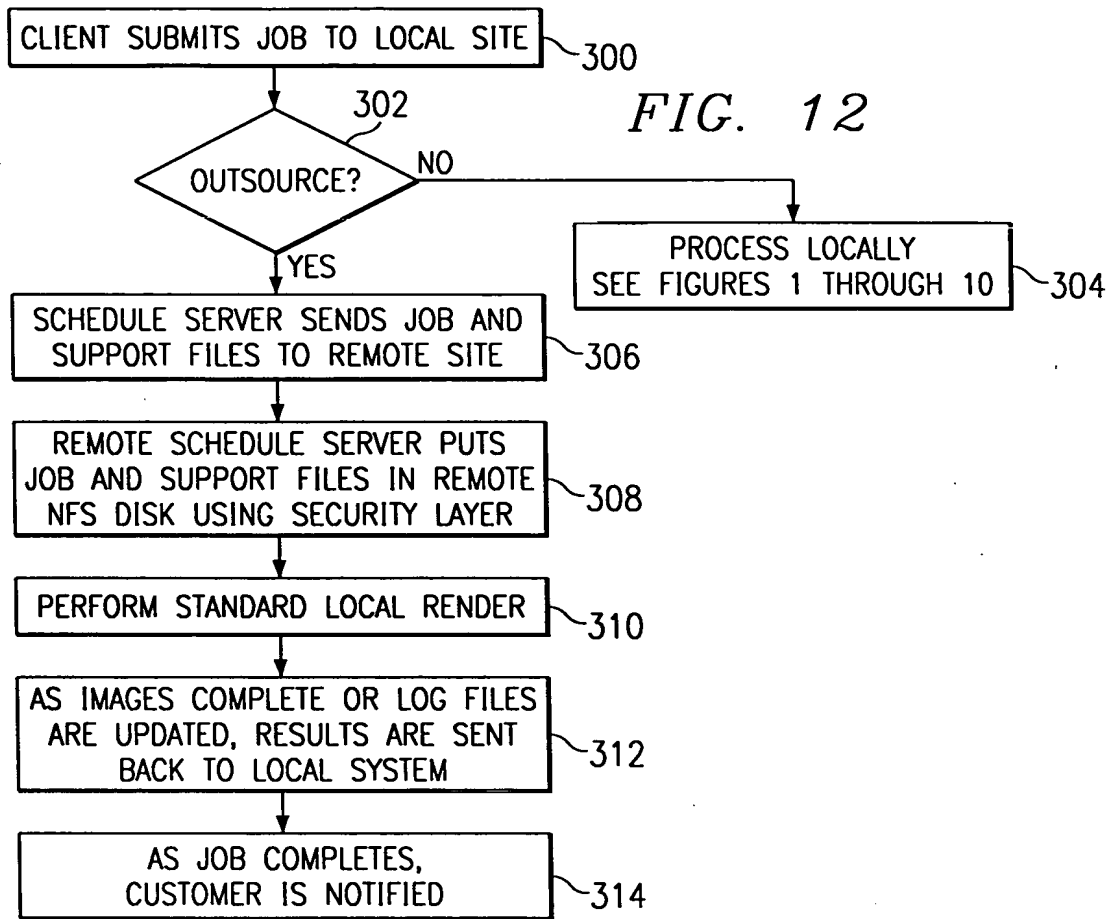 CLIENT SUBMITS JOB TO LOCAL SITE
300
FIG. 12
302
OUTSOURCE?
NO
YES
PROCESS LOCALLY
SEE FIGURES 1 THROUGH 10
304
SCHEDULE SERVER SENDS JOB AND
SUPPORT FILES TO REMOTE SITE
306
REMOTE SCHEDULE SERVER PUTS
JOB AND SUPPORT FILES IN REMOTE
NFS DISK USING SECURITY LAYER
308
PERFORM STANDARD LOCAL RENDER
310
AS IMAGES COMPLETE OR LOG FILES
ARE UPDATED, RESULTS ARE SENT
BACK TO LOCAL SYSTEM
312
AS JOB COMPLETES,
CUSTOMER IS NOTIFIED
314